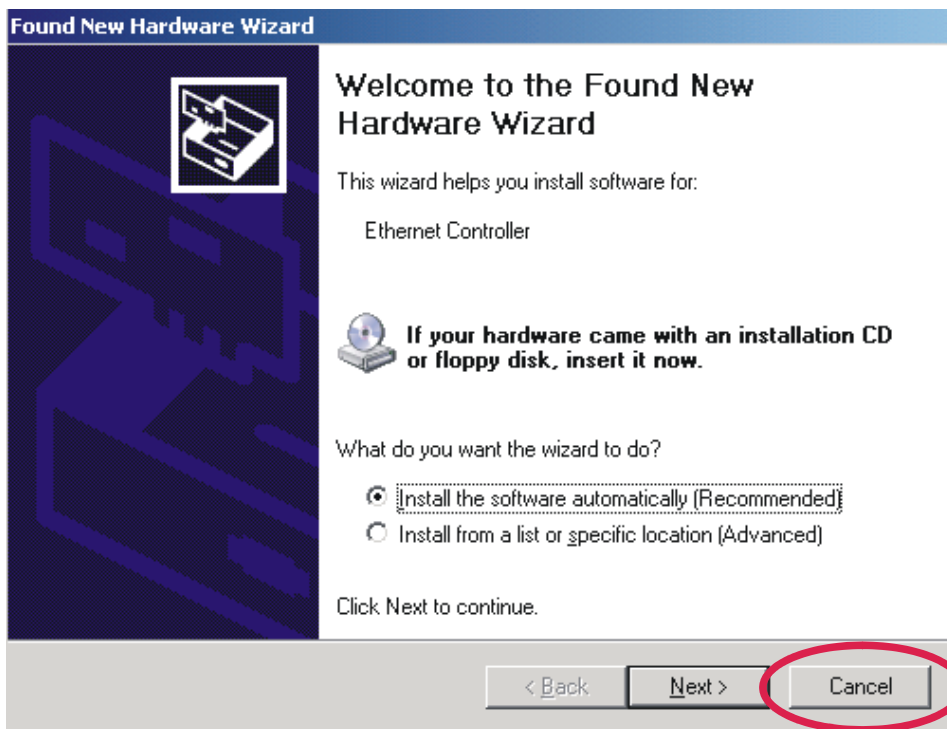 Found New Hardware Wizard
Welcome to the Found New
Hardware Wizard
This wizard helps you install software for:
Ethernet Controller
If your hardware came with an installation CD
or floppy disk, insert it now.
What do you want the wizard to do?
Install the software automatically (Recommended)
Install from a list or specific location (Advanced)
Click Next to continue.
< Back Next > Cancel